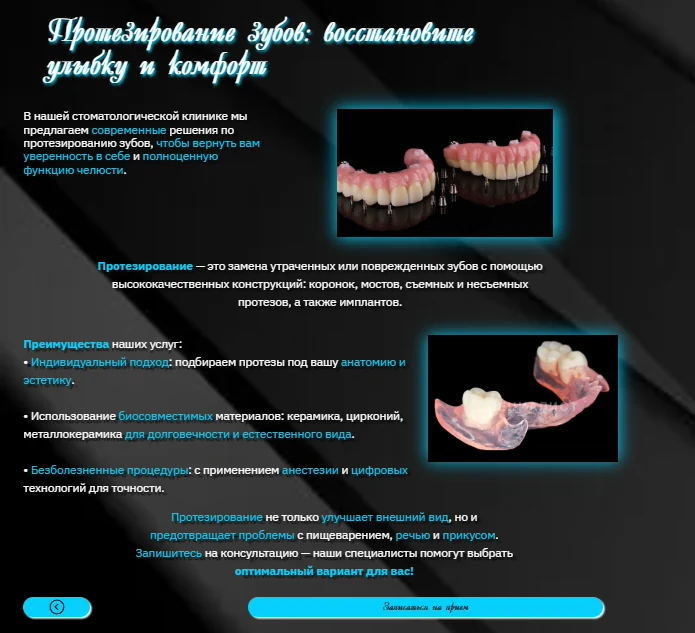 Протезирование зубов: восстановите
улыбку и комфорт
В нашей стоматологической клинике мы
предлагаем современные решения по
протезированию зубов, чтобы вернуть вам
уверенность в себе и полноценную
функцию челюсти.
Протезирование — это замена утраченных или поврежденных зубов с помощью
высококачественных конструкций: коронок, мостов, съемных и несъемных
протезов, а также имплантов.
Преимущества наших услуг:
• Индивидуальный подход: подбираем протезы под вашу анатомию и
эстетику.
• Использование биосовместимых материалов: керамика, цирконий,
металлокерамика для долговечности и естественного вида.
• Безболезненные процедуры: с применением анестезии и цифровых
технологий для точности.
Протезирование не только улучшает внешний вид, но и
предотвращает проблемы с пищеварением, речью и прикусом.
Запишитесь на консультацию — наши специалисты помогут выбрать
оптимальный вариант для вас!
Записаться на прием